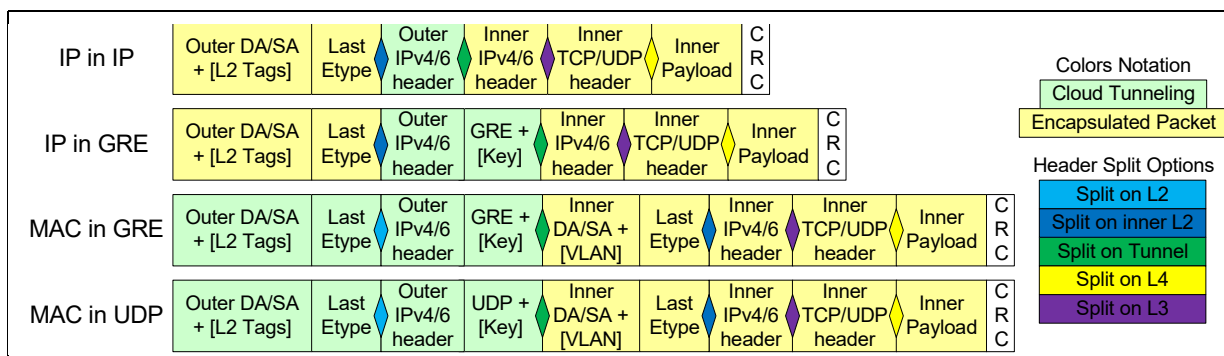 IP in IP
Outer DA/SA
+ [L2 Tags]
Last
Etype
Outer
IPv4/6
header
Inner
IPv4/6
header
Inner
TCP/UDP
header
Inner
Payload
C
R
C
IP in GRE
Outer DA/SA
+ [L2 Tags]
Last
Etype
Outer
IPv4/6
header
GRE +
[Key]
Inner
IPv4/6
header
Inner
TCP/UDP
header
Inner
Payload
C
R
C
MAC in GRE
Outer DA/SA
+ [L2 Tags]
Last
Etype
Outer
IPv4/6
header
GRE +
[Key]
Inner
DA/SA +
[VLAN]
Last
Etype
Inner
IPv4/6
header
Inner
TCP/UDP
header
Inner
Payload
C
R
C
MAC in UDP
Outer DA/SA
+ [L2 Tags]
Last
Etype
Outer
IPv4/6
header
UDP +
[Key]
Inner
DA/SA +
[VLAN]
Last
Etype
Inner
IPv4/6
header
Inner
TCP/UDP
header
Inner
Payload
C
R
C
Colors Notation
Cloud Tunneling
Encapsulated Packet
Header Split Options
Split on L2
Split on inner L2
Split on Tunnel
Split on L4
Split on L3